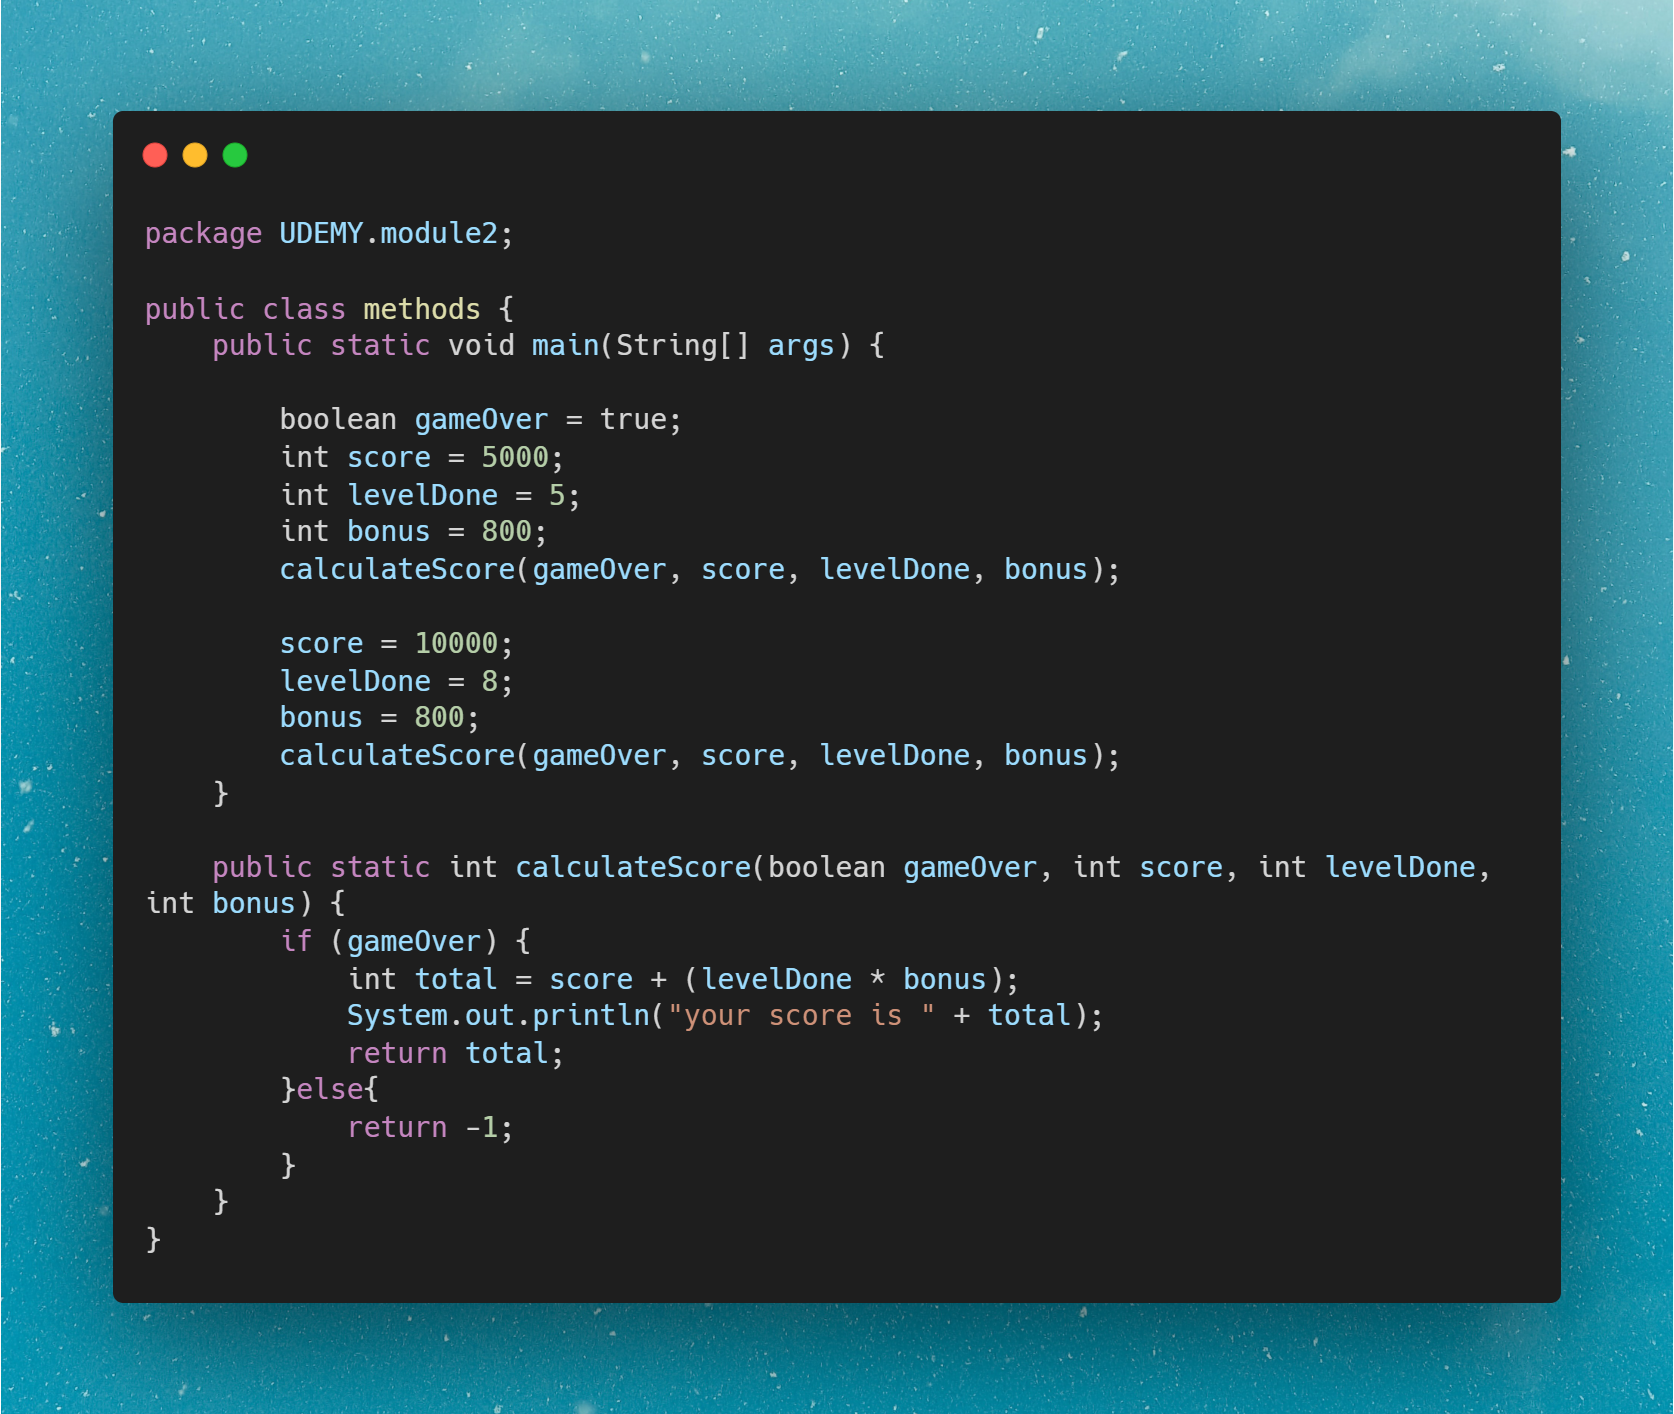 package UDEMY.module2;
public class methods {
    public static void main(String[] args) {
        boolean gameOver = true;
        int score = 5000;
        int levelDone = 5;
        int bonus = 800;
        calculateScore(gameOver, score, levelDone, bonus);
        score = 10000;
        levelDone = 8;
        bonus = 800;
        calculateScore(gameOver, score, levelDone, bonus);
    }
    public static int calculateScore(boolean gameOver, int score, int levelDone,
int bonus) {
        if (gameOver) {
            int total = score + (levelDone * bonus);
            System.out.println("your score is " + total);
            return total;
        }else{
            return -1;
        }
    }
}